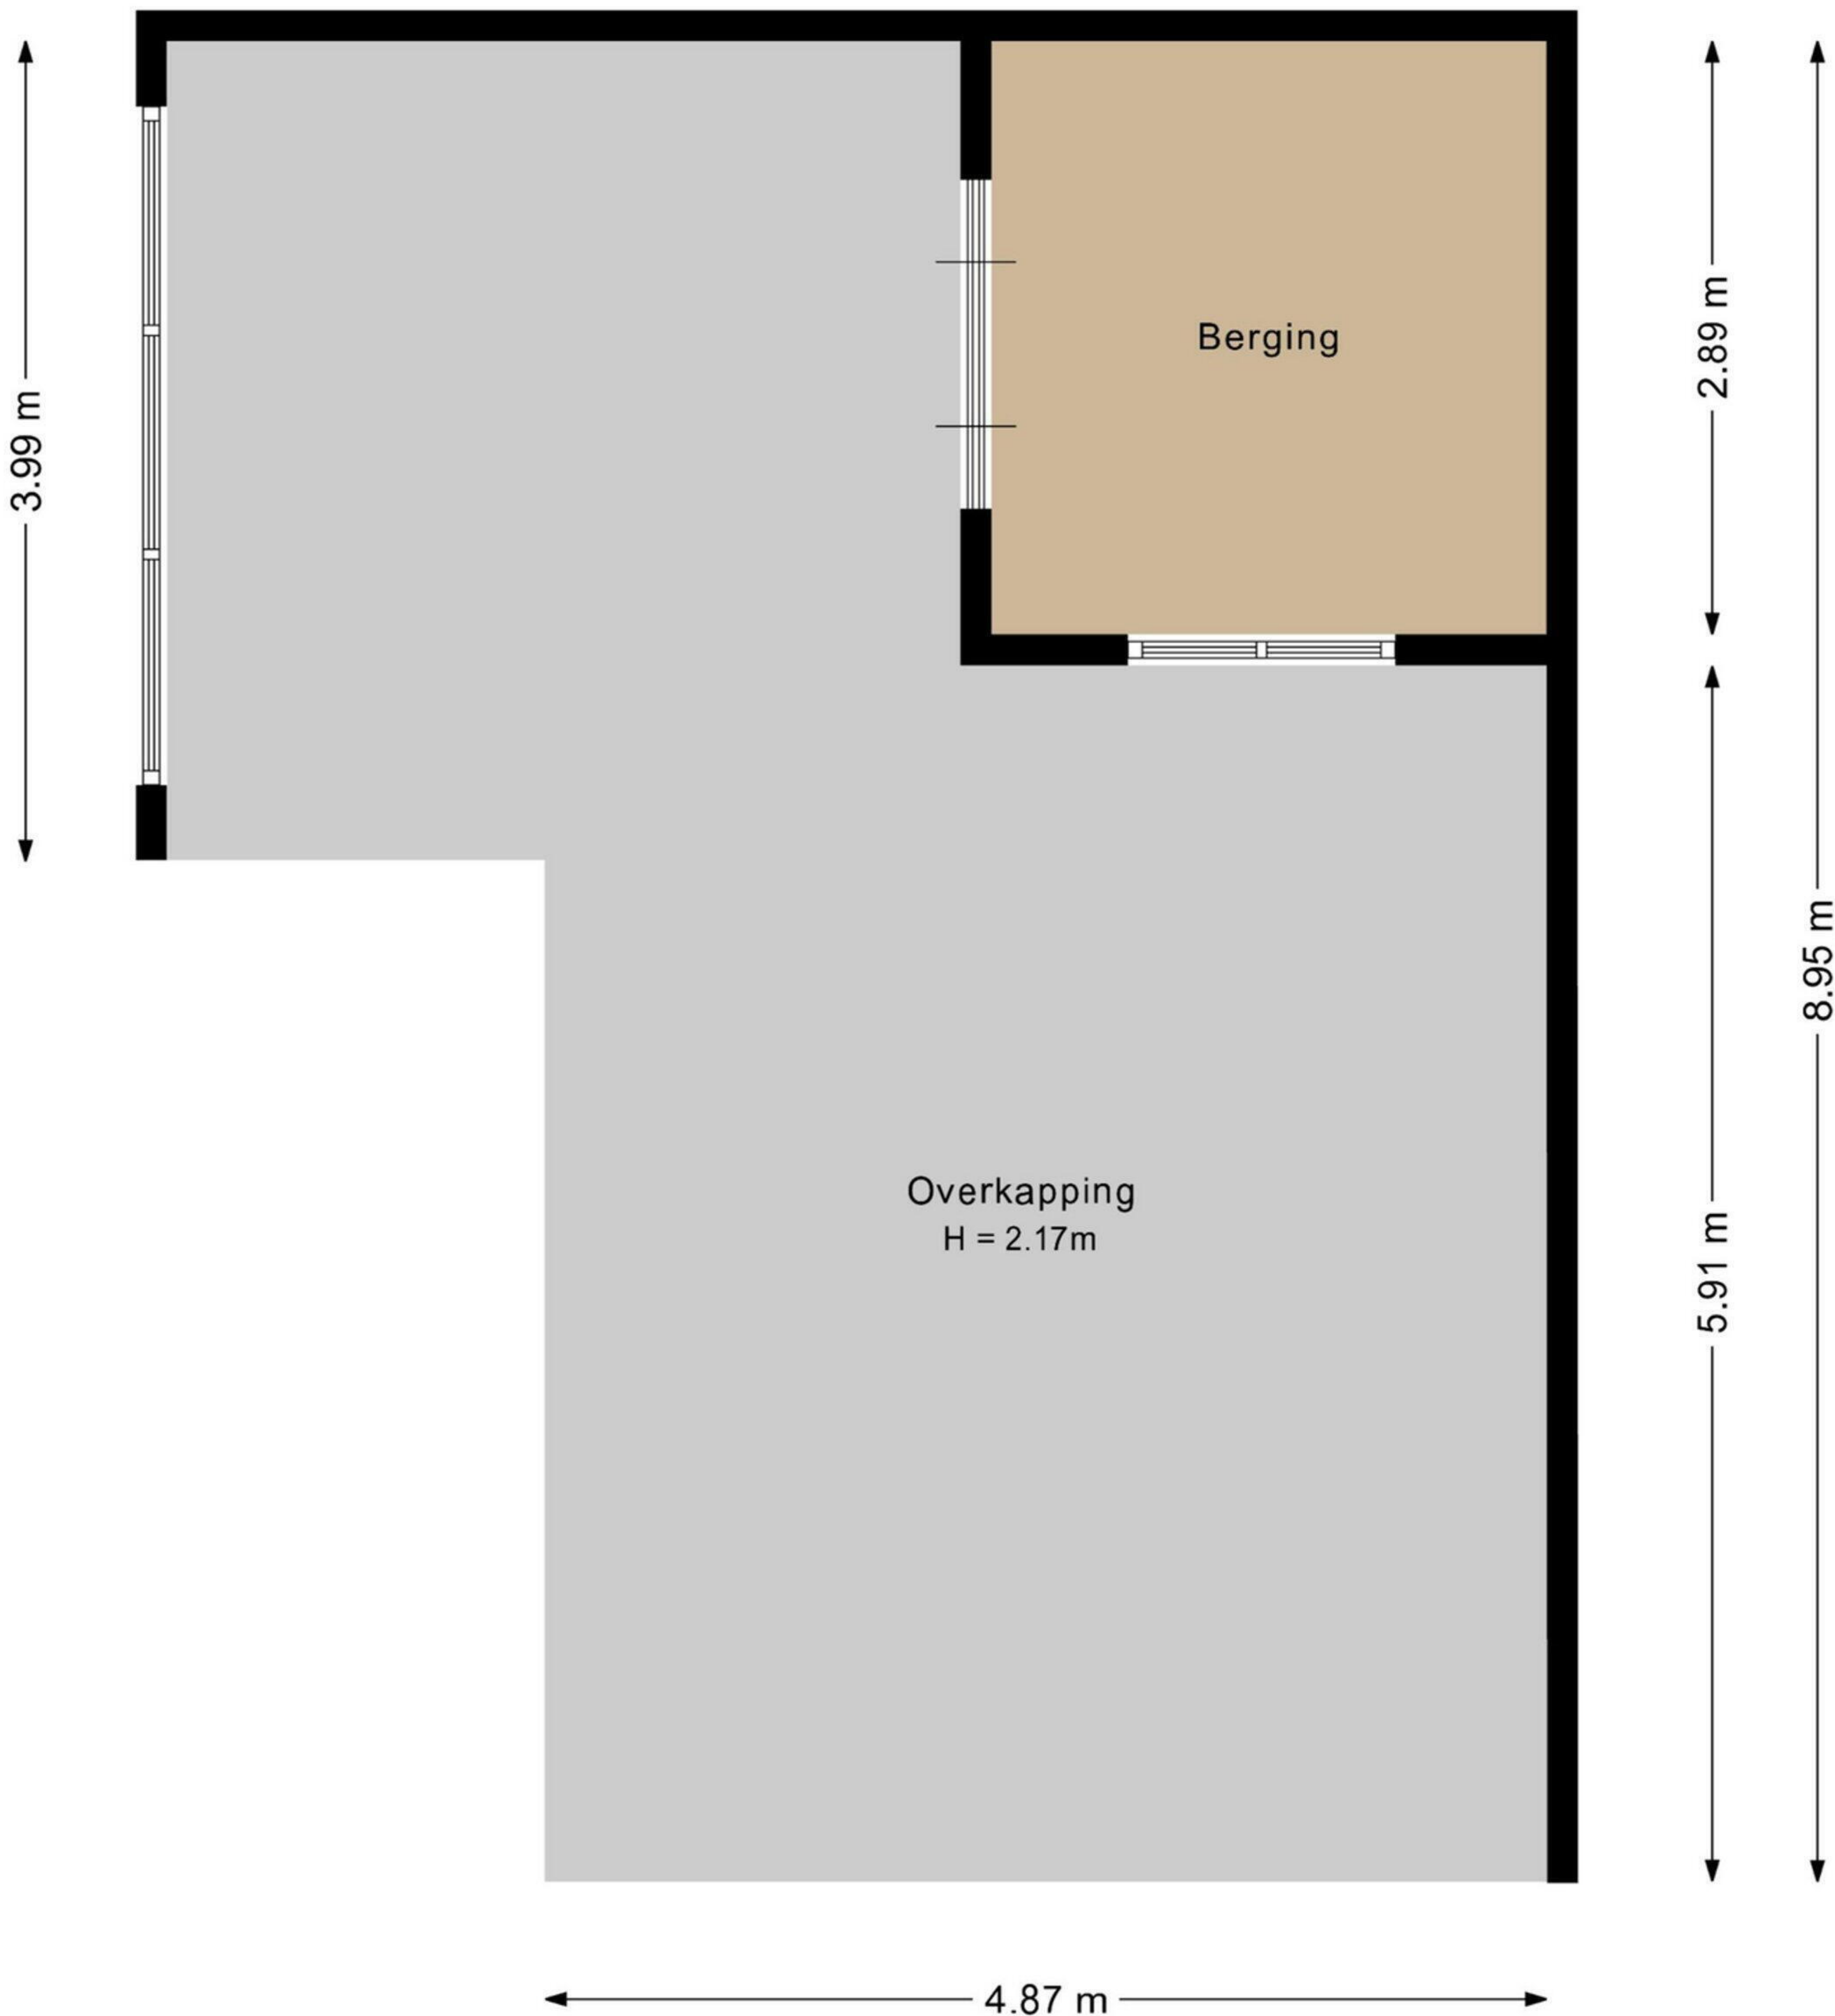 3.99 m
Berging
2.89 m
8.95 m
Overkapping
H = 2.17m
5.91 m
4.87 m